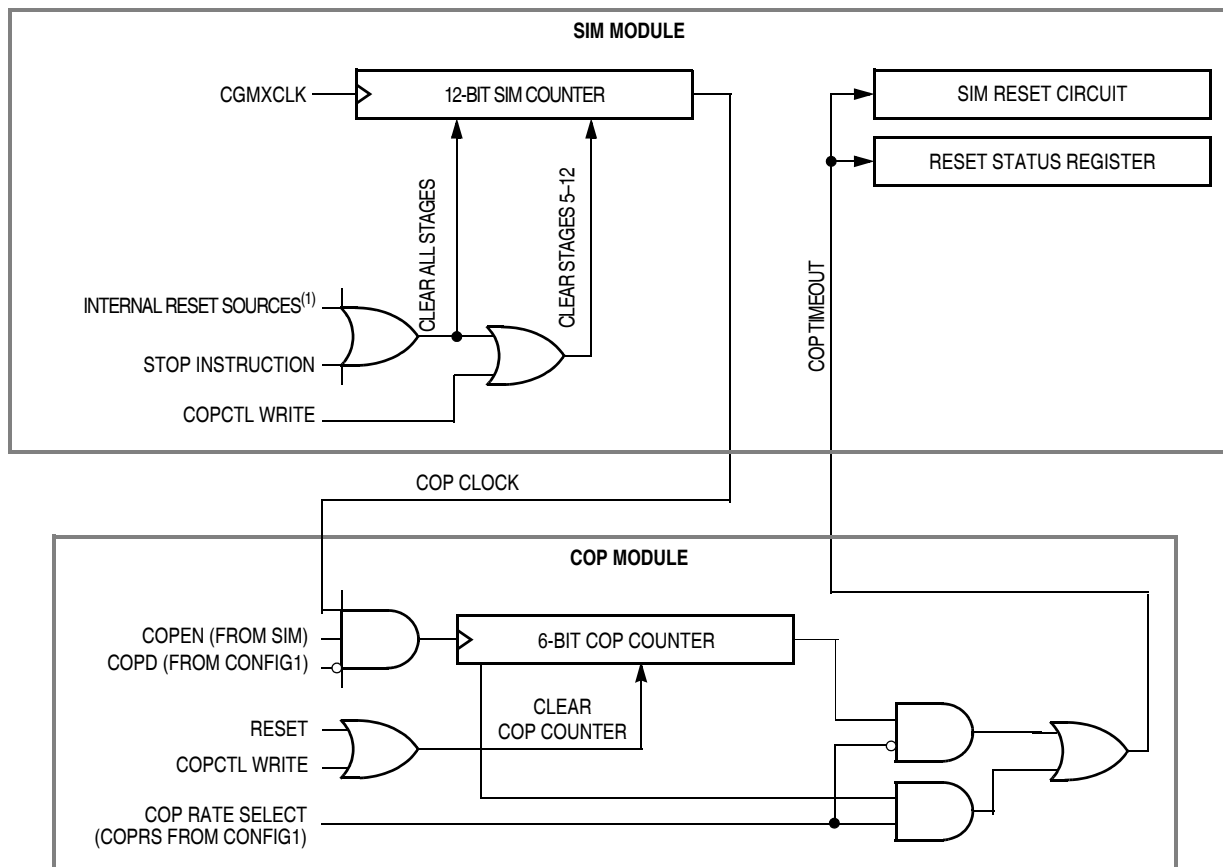 SIM MODULE
CGMXCLK
12-BIT SIM COUNTER
SIM RESET CIRCUIT
RESET STATUS REGISTER
CLEAR ALL STAGES
CLEAR STAGES 5–12
COP TIMEOUT
INTERNAL RESET SOURCES(1)
STOP INSTRUCTION
COPCTL WRITE
COP CLOCK
COP MODULE
COPEN (FROM SIM)
COPD (FROM CONFIG1)
6-BIT COP COUNTER
CLEAR
COP COUNTER
RESET
COPCTL WRITE
COP RATE SELECT
(COPRS FROM CONFIG1)